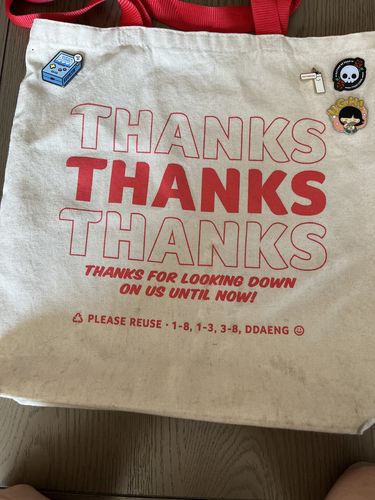 THANKS
THANKS
THANKS
THANKS FOR LOOKING DOWN
ON US UNTIL NOW!
PLEASE REUSE · 1-8, 1-3, 3-8, DDAENG